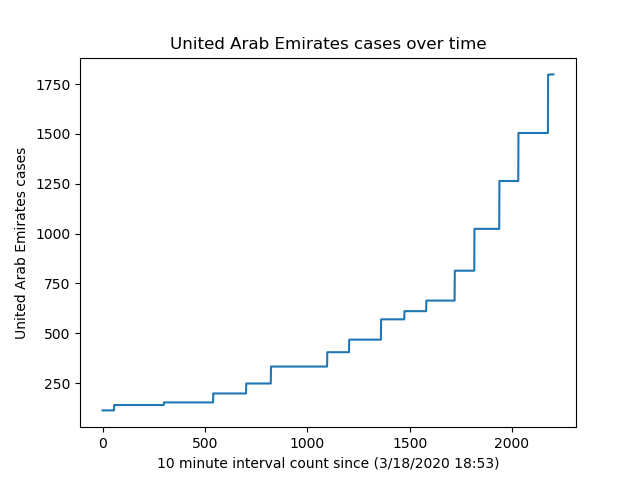 United Arab Emirates cases over time
1750
1500
1250
1000
750
500
250
United Arab Emirates cases
0 500 1000 1500 2000
10 minute interval count since (3/18/2020 18:53)